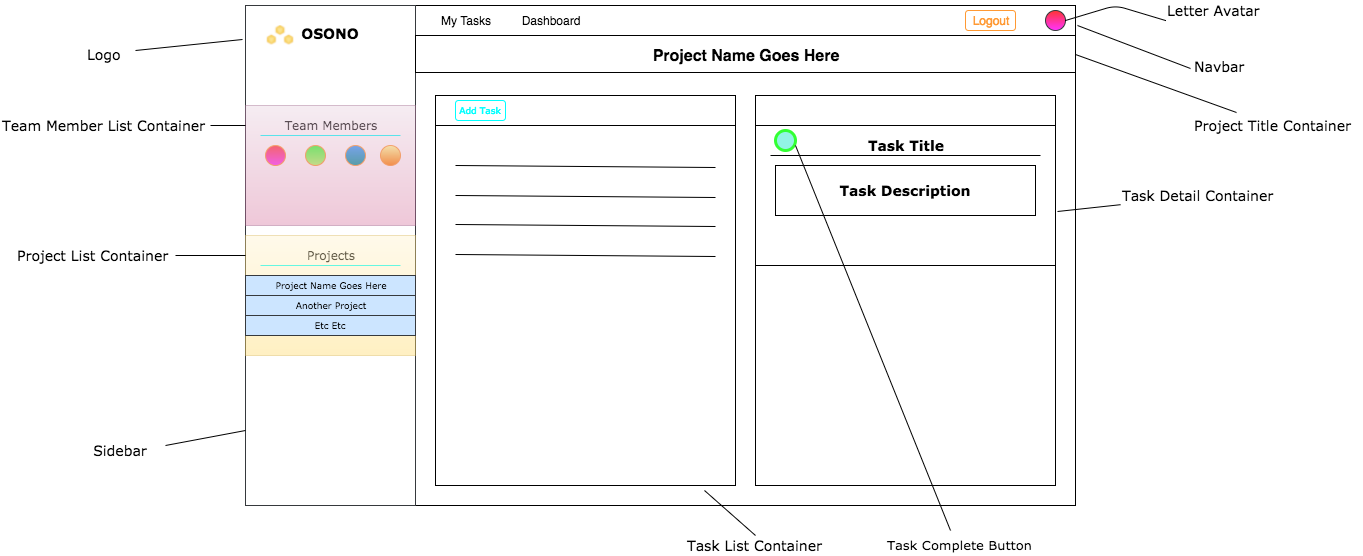 Letter Avatar
My Tasks
Dashboard
Logout
OSONO
Logo
Project Name Goes Here
Navbar
Add Task
Team Member List Container
Team Members
Project Title Container
Task Title
Task Description
Task Detail Container
Project List Container
Projects
Project Name Goes Here
Another Project
Etc Etc
Sidebar
Task List Container
Task Complete Button